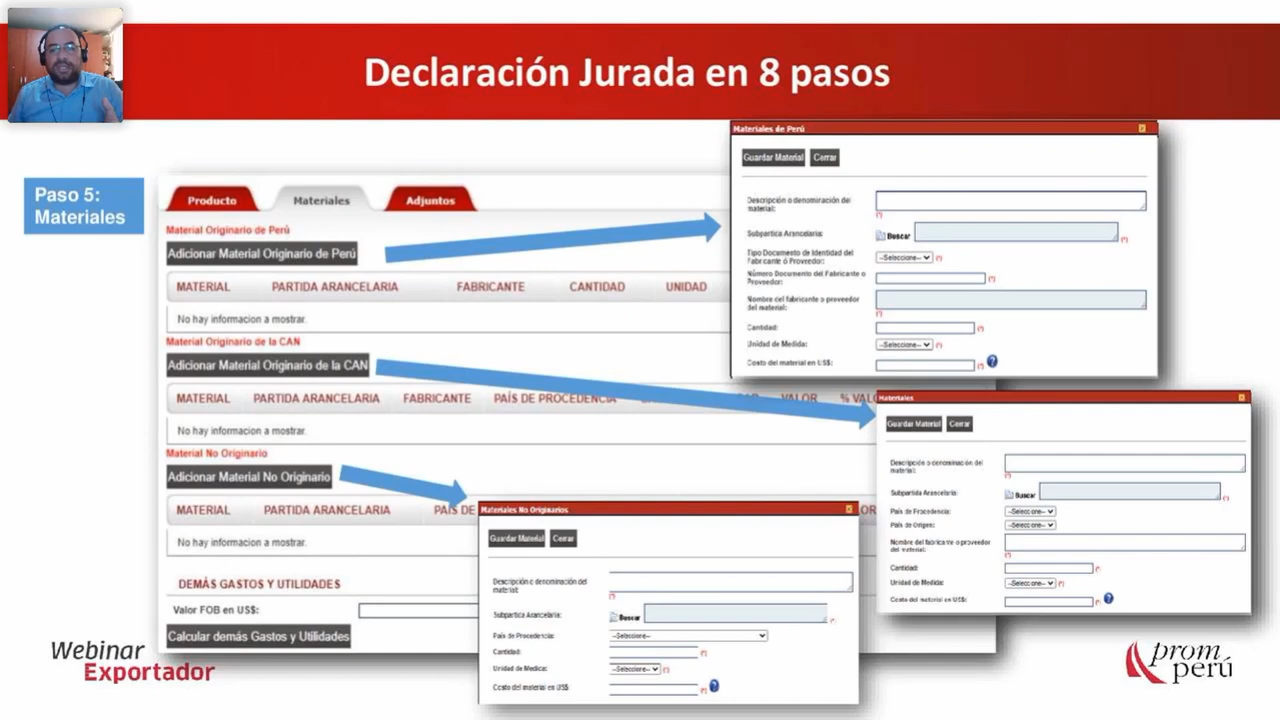 Declaración Jurada en 8 pasos
Paso 5:
Materiales
Producto
Materiales
Adjuntos
Material Originario de Perù
Adicionar Material Originario de Perú
MATERIAL PARTIDA ARANCELARIA FABRICANTE CANTIDAD UNIDAD
No hay informacion a mostrar.
Material Originario de la CAN
Adicionar Material Originario de la CAN
MATERIAL PARTIDA ARANCELARIA FABRICANTE PAÍS DE PROCEDENCIA VALOR % VAL
No hay informacion a mostrar.
Material No Originario
Adicionar Material No Originario
MATERIAL PARTIDA ARANCELARIA PAÍS DE
No hay informacion a mostrar.
DEMÁS GASTOS Y UTILIDADES
Valor FOB en US$:
Calcular demás Gastos y Utilidades
Materiales de Perú
Guardar Material Cerrar
Descripción o denominación del
material:
(*)
Subpartida Arancelaria: Buscar (*)
Tipo Documento de Identidad del
Fabricante ó Proveedor: --Seleccione-- (*)
Número Documento del Fabricante o
Proveedor: (*)
Nombre del fabricante o proveedor
del material:
(*)
Cantidad: (*)
Unidad de Medida: --Seleccione-- (*)
Costo del material en US$: (*) ?
Materiales
Guardar Material Cerrar
Descripción o denominación del
material:
(*)
Subpartida Arancelaria: Buscar (*)
País de Procedencia: --Seleccione--
País de Origen: --Seleccione--
Nombre del fabricante o proveedor
del material:
(*)
Cantidad: (*)
Unidad de Medida: --Seleccione-- (*)
Costo del material en US$: (*) ?
Materiales No Originarios
Guardar Material Cerrar
Descripción o denominación del
material:
(*)
Subpartida Arancelaria: Buscar (*)
País de Procedencia: --Seleccione--
Cantidad: (*)
Unidad de Medida: --Seleccione-- (*)
Costo del material en US$ (*) ?
Webinar
Exportador
prom
perú